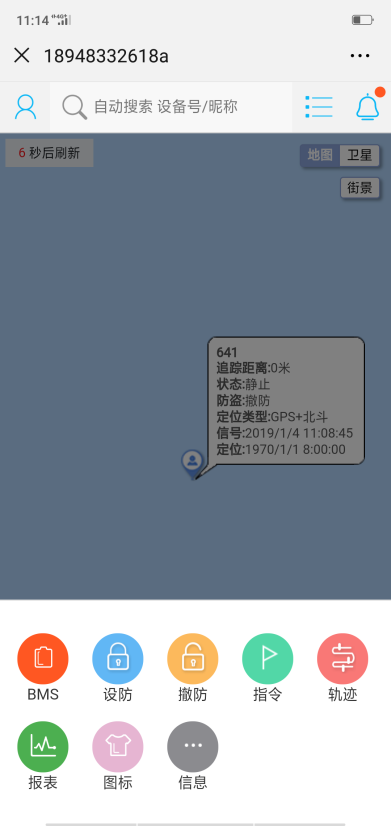 11:14 4G
18948332618a
自动搜索 设备号/昵称
6 秒后刷新
地图 卫星
街景
641
追踪距离:0米
状态:静止
防盗:撤防
定位类型:GPS+北斗
信号:2019/1/4 11:08:45
定位:1970/1/1 8:00:00
BMS 设防 撤防 指令 轨迹
报表 图标 信息